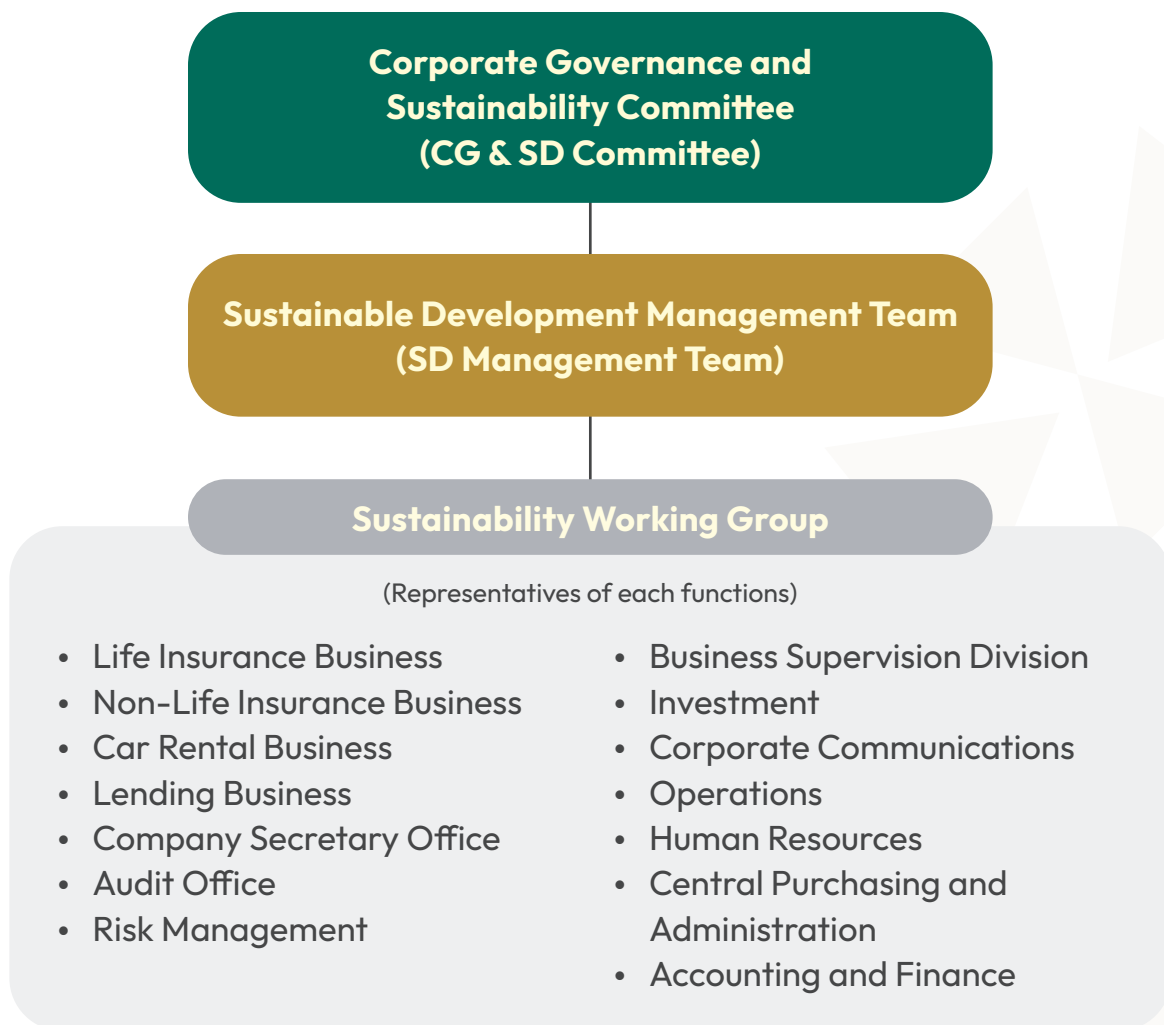 Corporate Governance and
Sustainability Committee
(CG & SD Committee)
Sustainable Development Management Team
(SD Management Team)
Sustainability Working Group
(Representatives of each functions)
• Life Insurance Business
• Non-Life Insurance Business
• Car Rental Business
• Lending Business
• Company Secretary Office
• Audit Office
• Risk Management
• Business Supervision Division
• Investment
• Corporate Communications
• Operations
• Human Resources
• Central Purchasing and
Administration
• Accounting and Finance